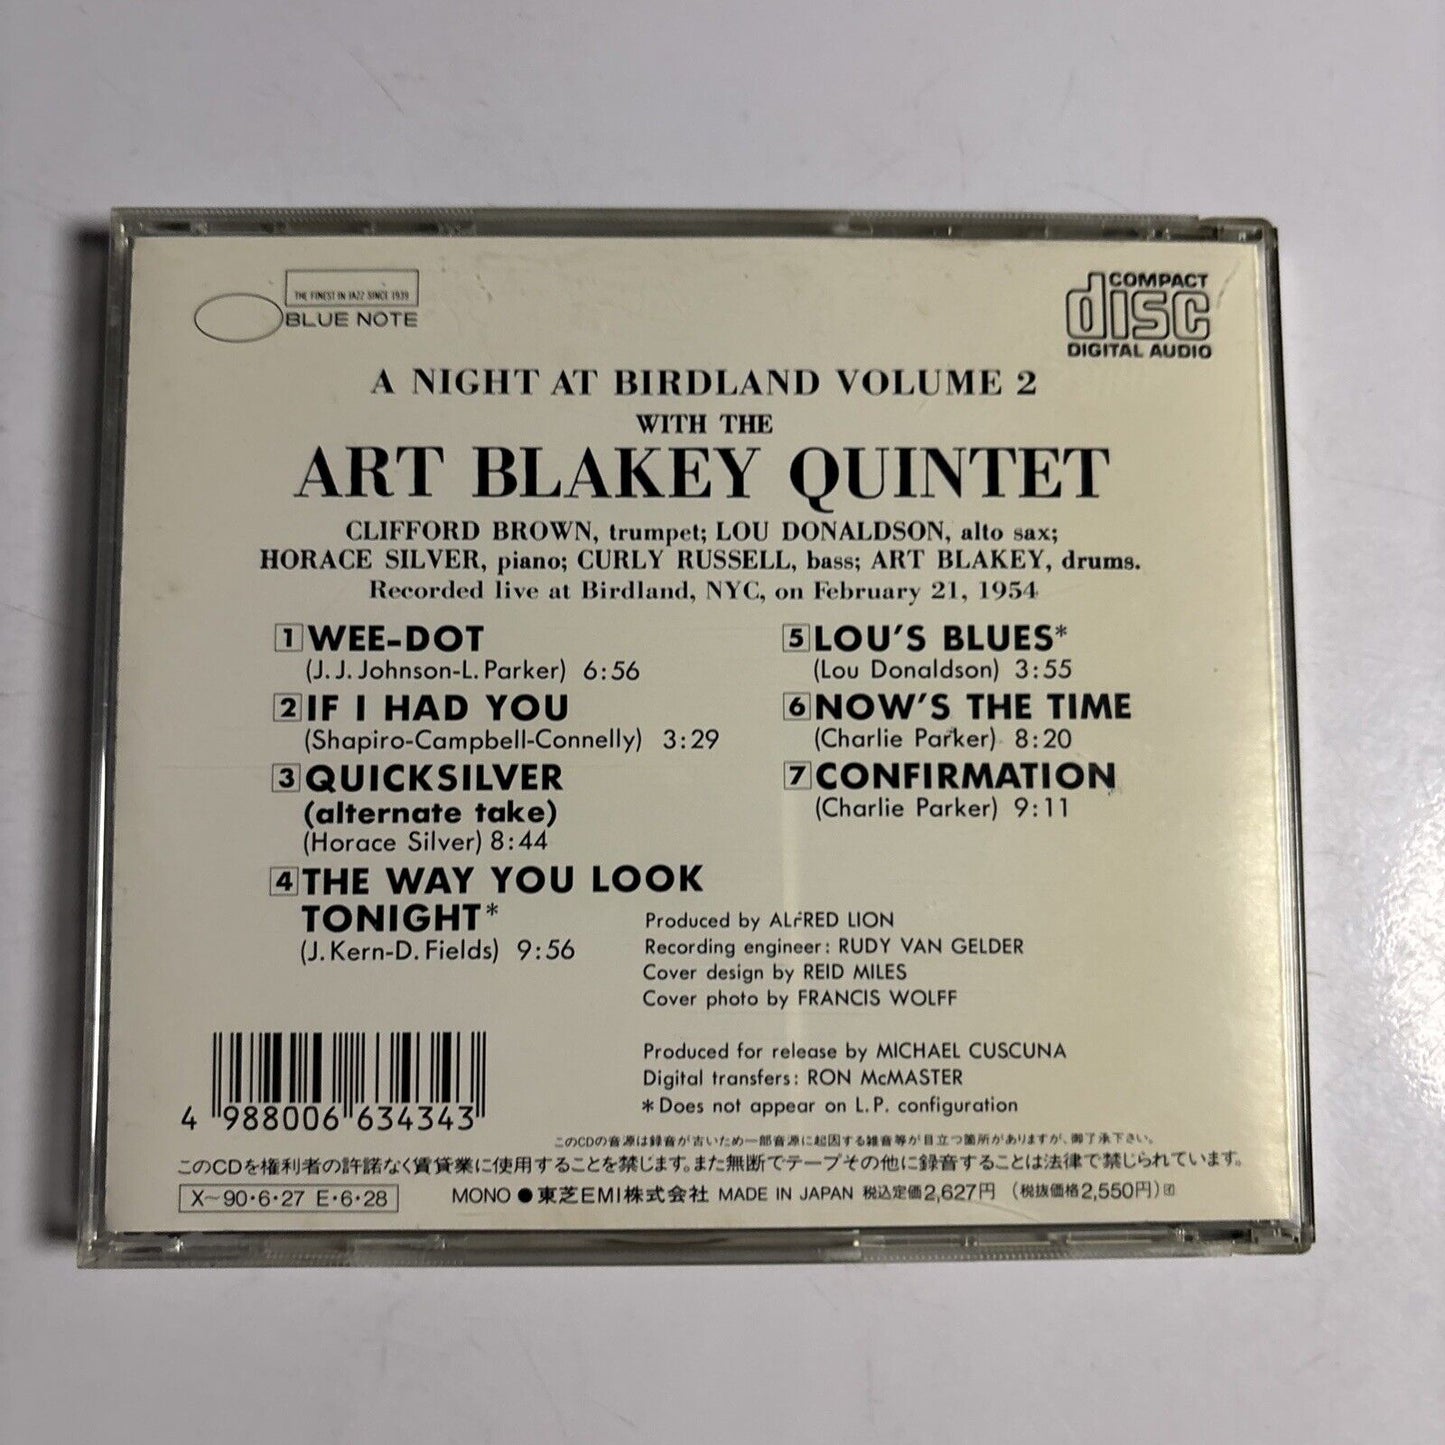 THE FINEST IN JAZZ SINCE 1939
BLUE NOTE
COMPACT
disc
DIGITAL AUDIO
A NIGHT AT BIRDLAND VOLUME 2
WITH THE
ART BLAKEY QUINTET
CLIFFORD BROWN, trumpet; LOU DONALDSON, alto sax;
HORACE SILVER, piano; CURLY RUSSELL, bass; ART BLAKEY, drums.
Recorded live at Birdland, NYC, on February 21, 1954
1 WEE-DOT
(J. J. Johnson-L. Parker) 6:56
2 IF I HAD YOU
(Shapiro-Campbell-Connelly) 3:29
3 QUICKSILVER
(alternate take)
(Horace Silver) 8:44
4 THE WAY YOU LOOK
TONIGHT*
(J. Kern-D. Fields) 9:56
5 LOU'S BLUES*
(Lou Donaldson) 3:55
6 NOW'S THE TIME
(Charlie Parker) 8:20
7 CONFIRMATION
(Charlie Parker) 9:11
Produced by ALFRED LION
Recording engineer: RUDY VAN GELDER
Cover design by REID MILES
Cover photo by FRANCIS WOLFF
Produced for release by MICHAEL CUSCUNA
Digital transfers: RON McMASTER
* Does not appear on L.P. configuration
4 988006 634343
このCDの音源は録音が古いため一部音源に起因する雑音等が目立つ箇所がありますが、御了承下さい。
このCDを権利者の許諾なく賃貸業に使用することを禁じます。また無断でテープその他に録音することは法律で禁じられています。
X〜90・6・27 E・6・28
MONO ● 東芝EMI株式会社 MADE IN JAPAN 税込定価2,627円 (税抜価格2,550円)